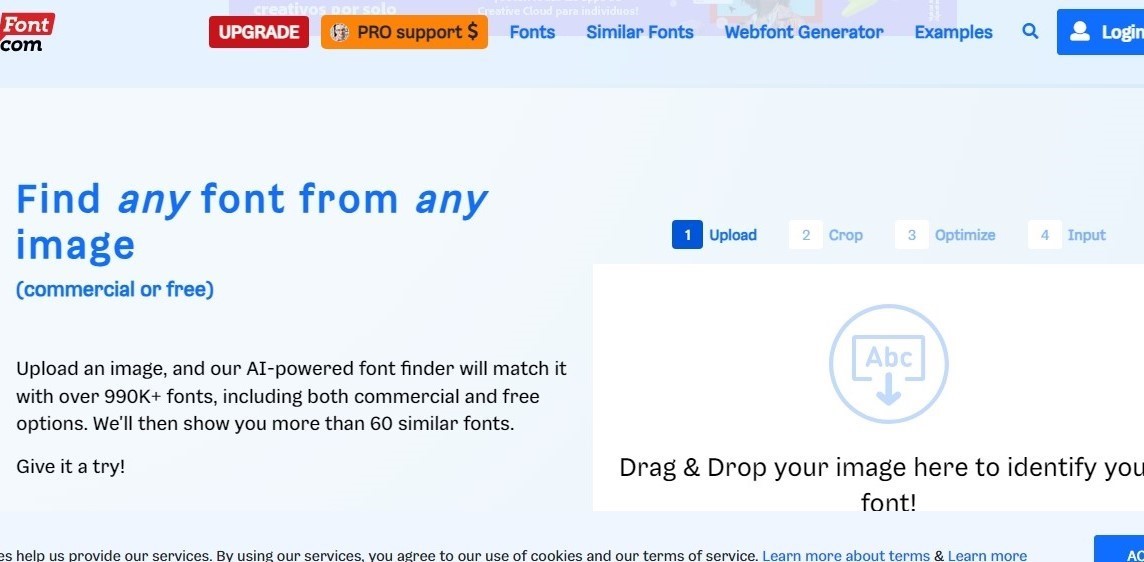 creativos por solo
Creative Cloud para individuos!
Font
com
UPGRADE
PRO support $
Fonts
Similar Fonts
Webfont Generator
Examples
Login
Find any font from any
image
(commercial or free)
Upload an image, and our AI-powered font finder will match it
with over 990K+ fonts, including both commercial and free
options. We'll then show you more than 60 similar fonts.
Give it a try!
1 Upload
2 Crop
3 Optimize
4 Input
Abc
Drag & Drop your image here to identify you
font!
es help us provide our services. By using our services, you agree to our use of cookies and our terms of service. Learn more about terms & Learn more
AC